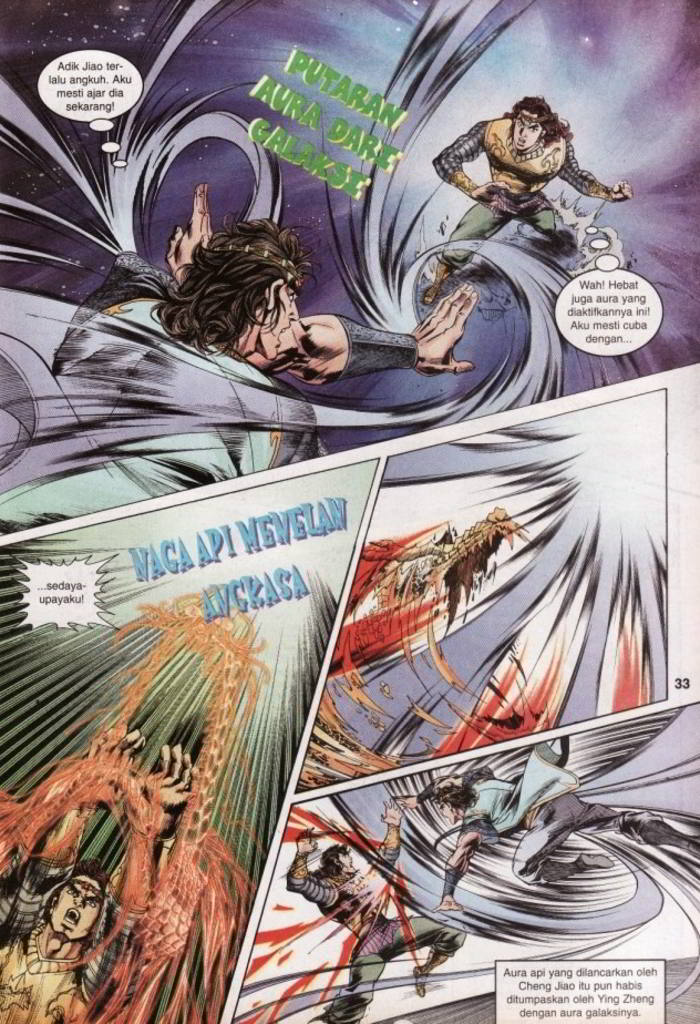 Adik Jiao ter-
lalu angkuh. Aku
mesti ajar dia
sekarang!
PUTARAN
AURA DARI
GALAKSI
Wah! Hebat
juga aura yang
diaktifkannya ini!
Aku mesti cuba
dengan...
...sedaya-
upayaku!
NAGA API MENELAN
ANGKASA
33
Aura api yang dilancarkan oleh
Cheng Jiao itu pun habis
ditumpaskan oleh Ying Zheng
dengan aura galaksinya.